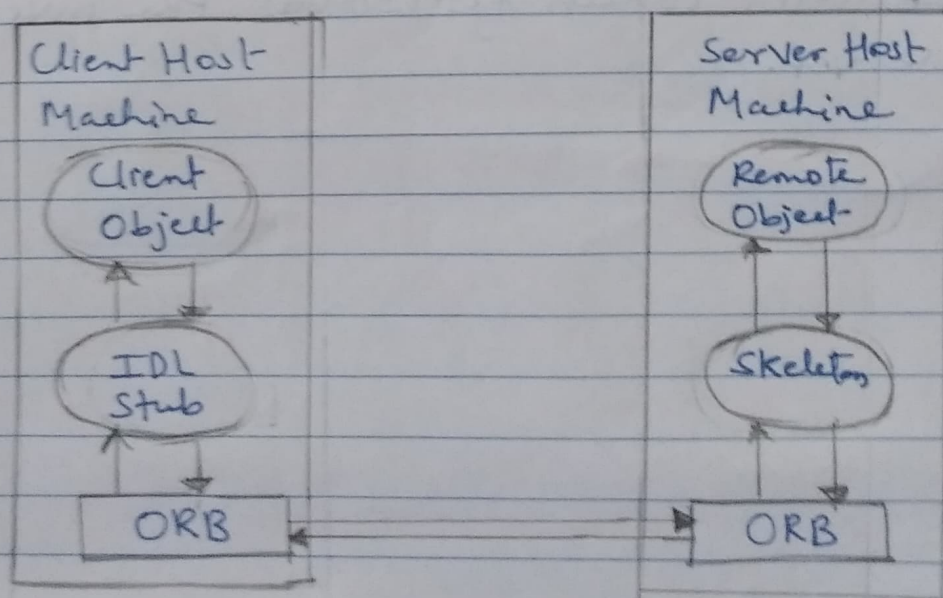 Client Host
Machine
Client
Object
IDL
Stub
ORB
Server Host
Machine
Remote
Object
Skeleton
ORB